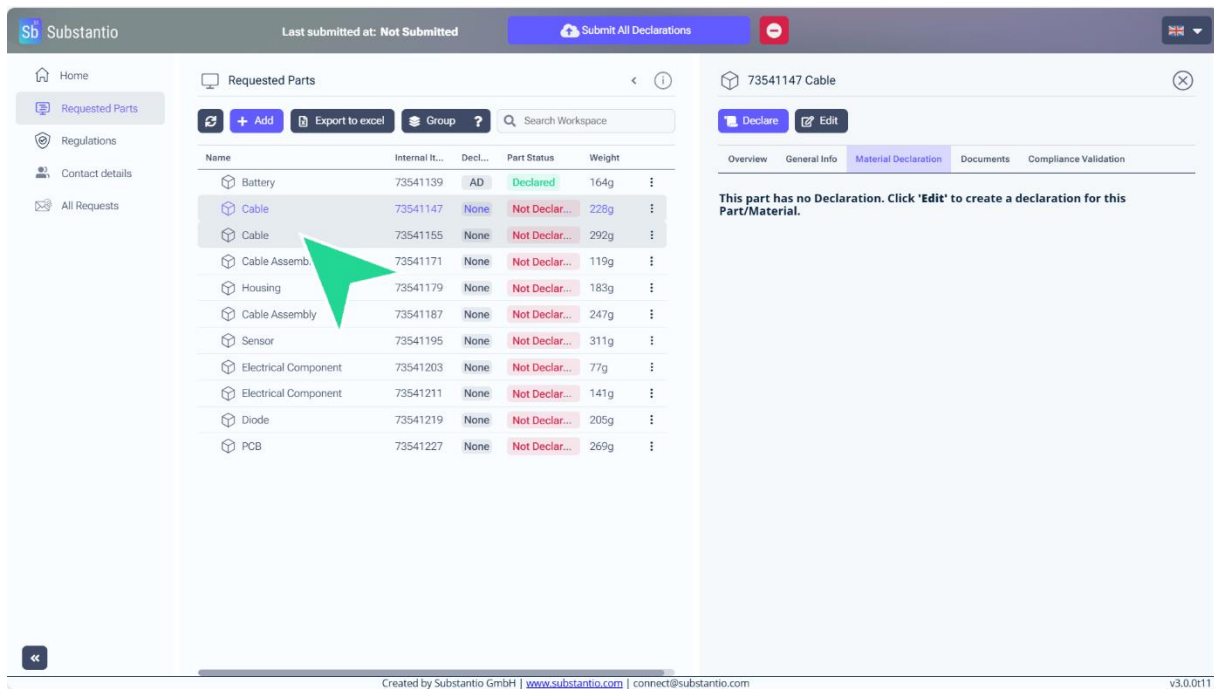 Sb Substantio
Last submitted at: Not Submitted
Submit All Declarations
Home
Requested Parts
Regulations
Contact details
All Requests
Requested Parts
+ Add
Export to excel
Group ?
Search Workspace
Name Internal It... Decl... Part Status Weight
Battery 73541139 AD Declared 164g
Cable 73541147 None Not Declar... 228g
Cable 73541155 None Not Declar... 292g
Cable Assemb 73541171 None Not Declar... 119g
Housing 73541179 None Not Declar... 183g
Cable Assembly 73541187 None Not Declar... 247g
Sensor 73541195 None Not Declar... 311g
Electrical Component 73541203 None Not Declar... 77g
Electrical Component 73541211 None Not Declar... 141g
Diode 73541219 None Not Declar... 205g
PCB 73541227 None Not Declar... 269g
73541147 Cable
Declare Edit
Overview General Info Material Declaration Documents Compliance Validation
This part has no Declaration. Click 'Edit' to create a declaration for this
Part/Material.
Created by Substantio GmbH | www.substantio.com | connect@substantio.com
v3.0.0t11